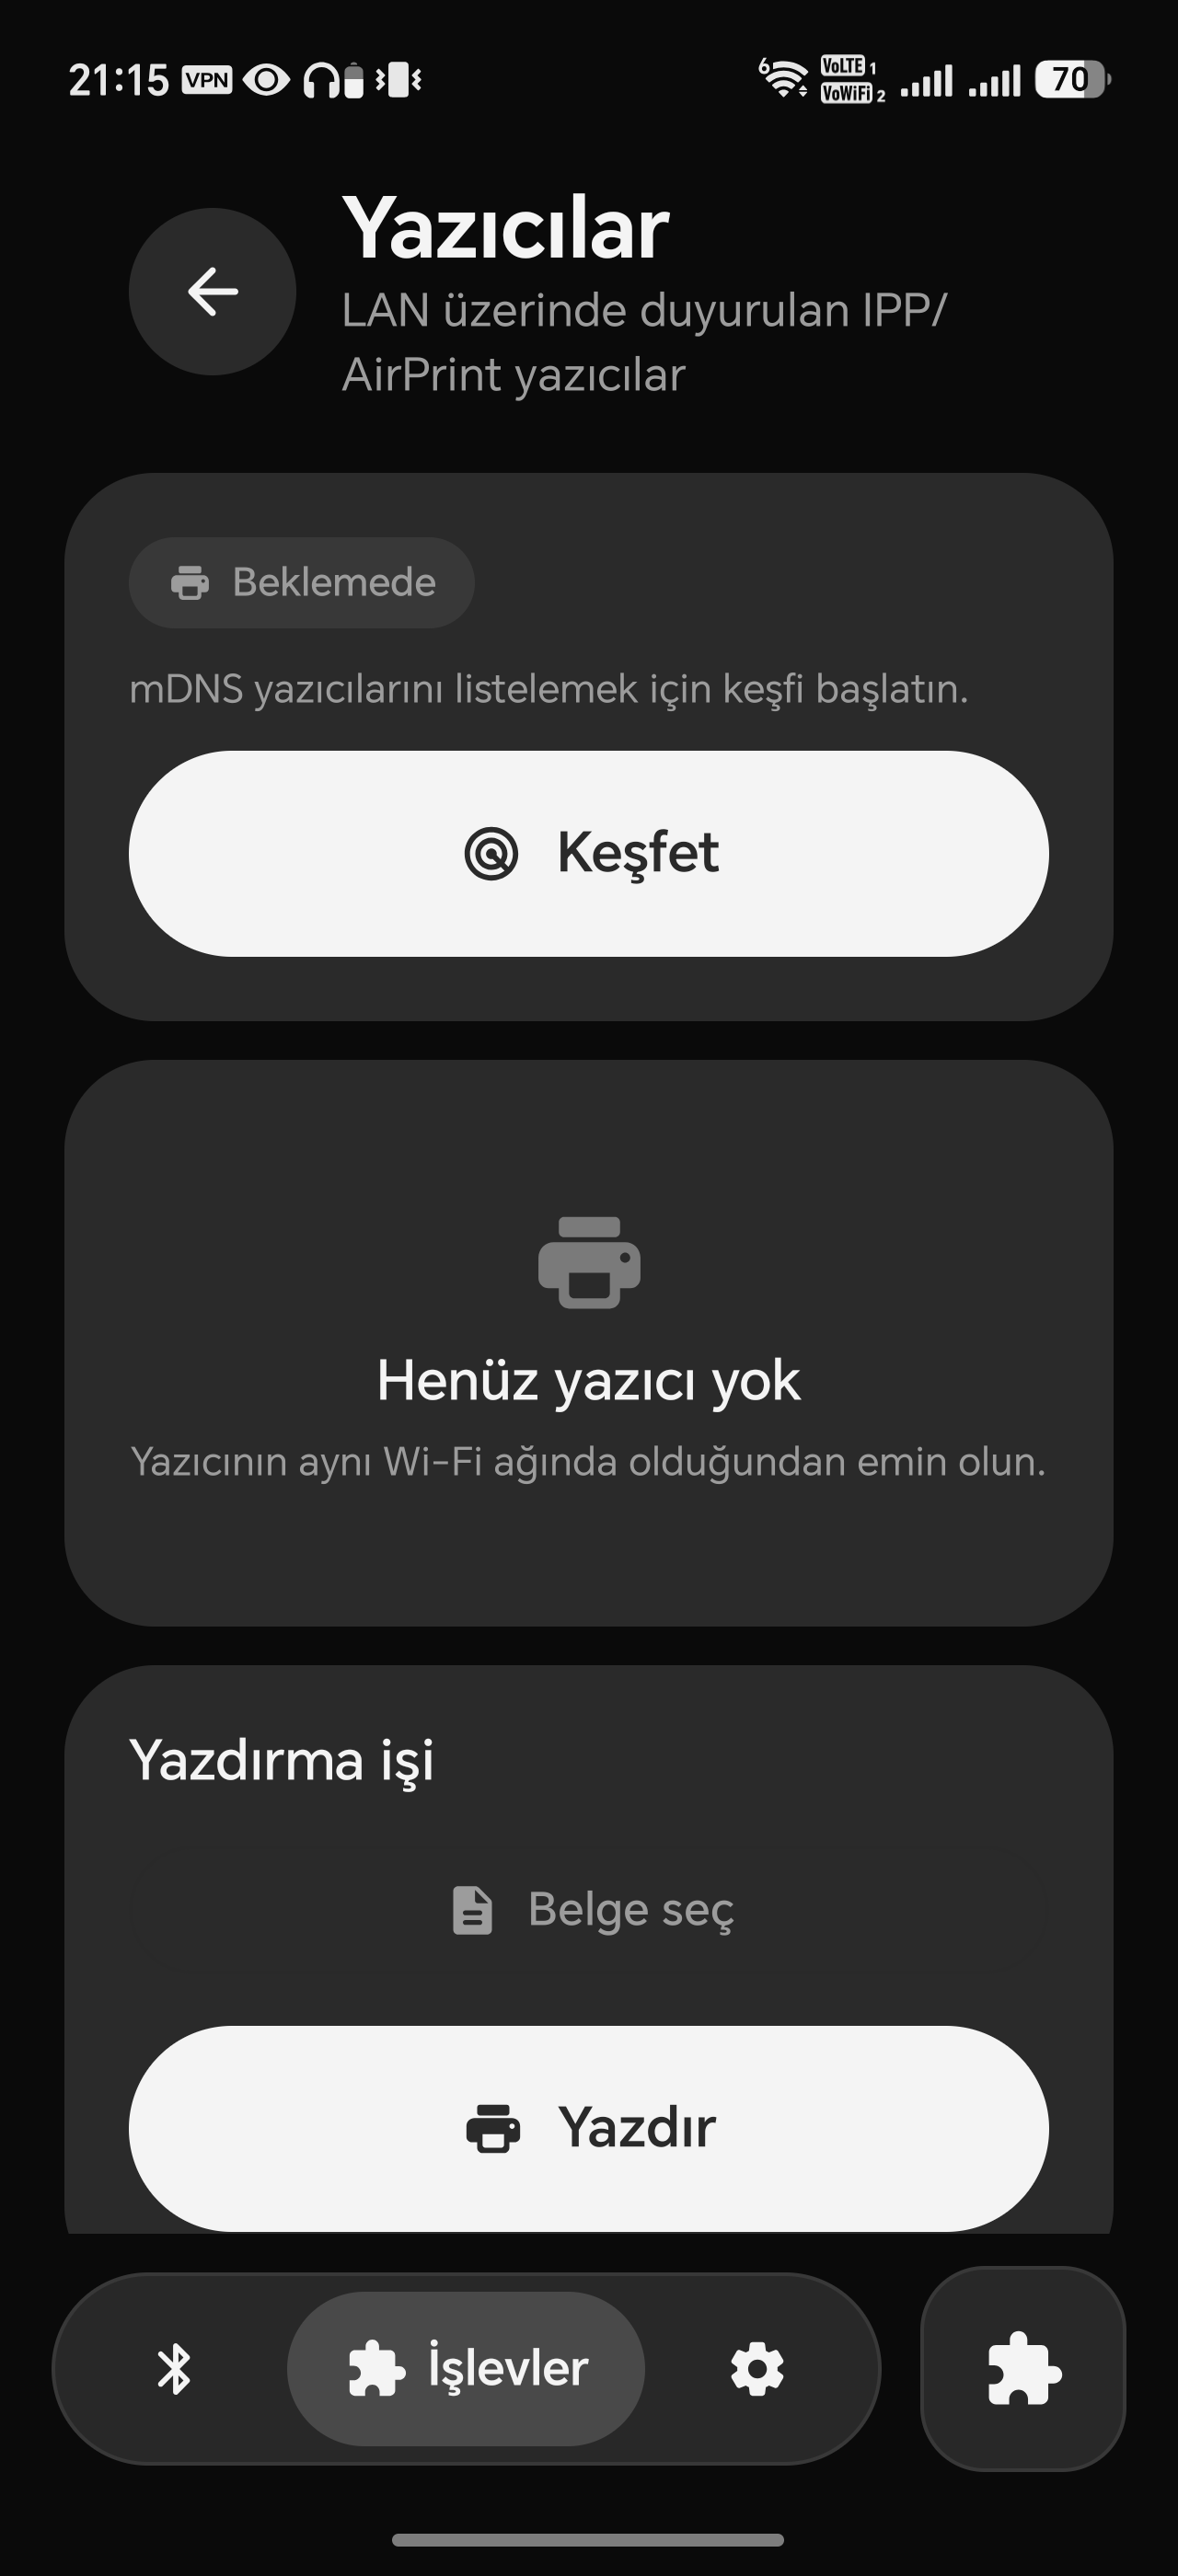 21:15 VPN
6 VoLTE 1
VoWiFi 2
70
Yazıcılar
LAN üzerinde duyurulan IPP/
AirPrint yazıcılar
Beklemede
mDNS yazıcılarını listelemek için keşfi başlatın.
Keşfet
Henüz yazıcı yok
Yazıcının aynı Wi-Fi ağında olduğundan emin olun.
Yazdırma işi
Belge seç
Yazdır
İşlevler